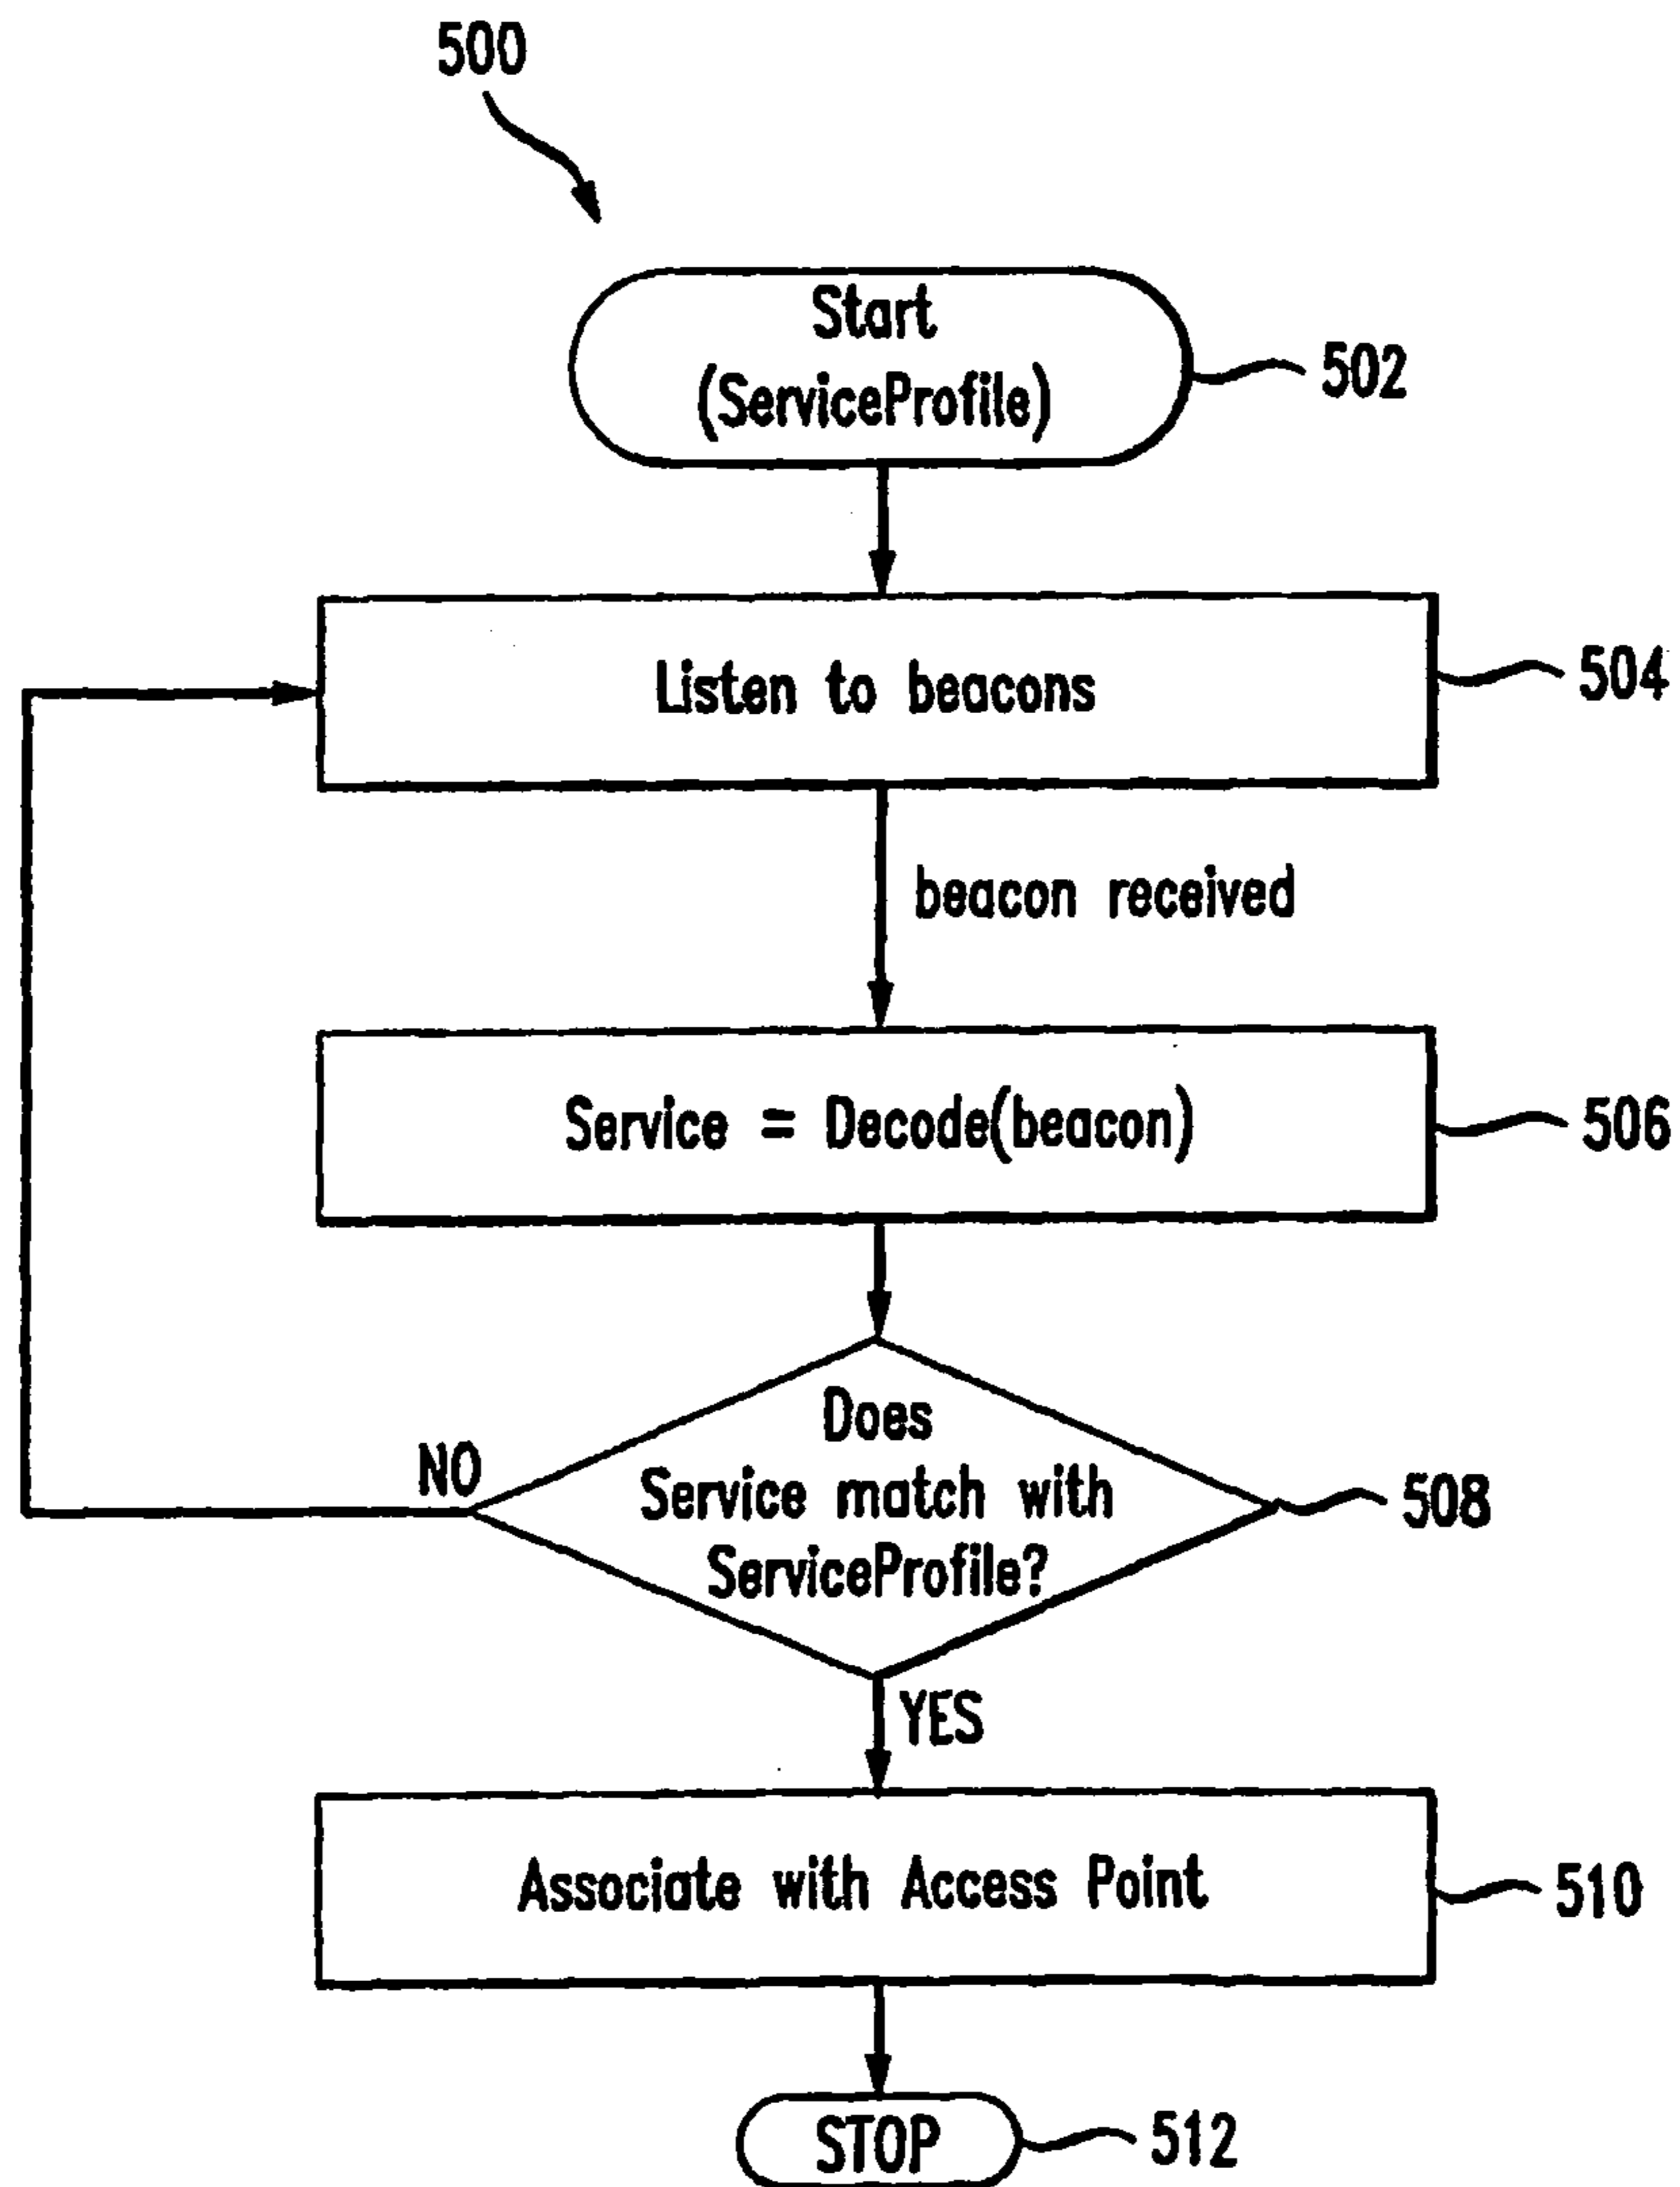 500
Start
(ServiceProfile)
502
Listen to beacons
504
beacon received
Service = Decode(beacon)
506
Does
Service match with
ServiceProfile?
NO
508
YES
Associate with Access Point
510
STOP
512